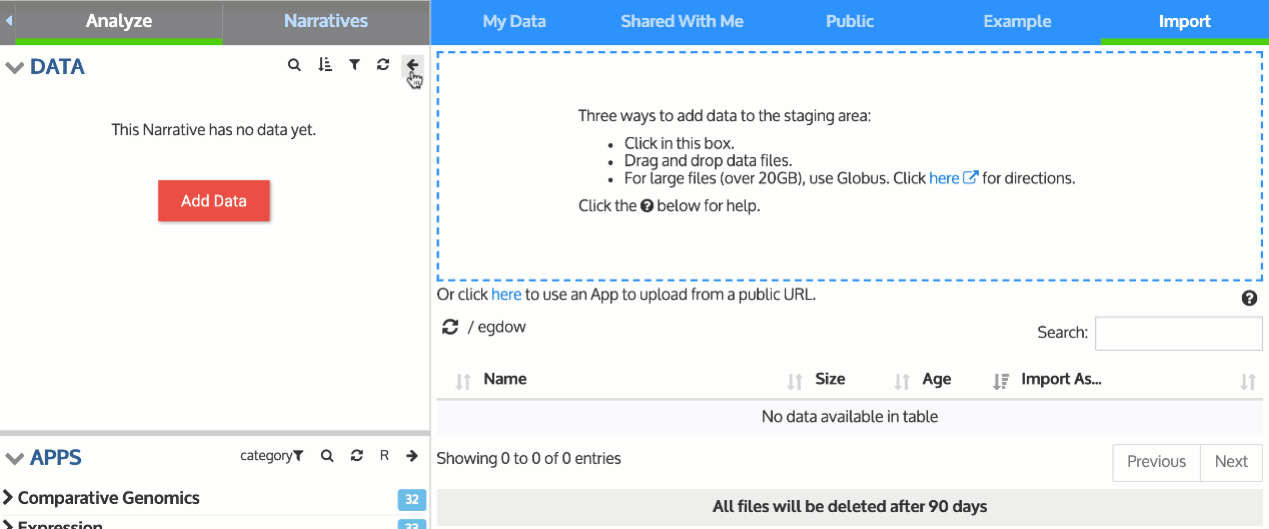 Analyze
Narratives
My Data
Shared With Me
Public
Example
Import
DATA
This Narrative has no data yet.
Add Data
Three ways to add data to the staging area:
• Click in this box.
• Drag and drop data files.
• For large files (over 20GB), use Globus. Click here for directions.
Click the ? below for help.
Or click here to use an App to upload from a public URL.
?
/ egdow
Search:
Name
Size
Age
Import As...
No data available in table
Showing 0 to 0 of 0 entries
Previous
Next
All files will be deleted after 90 days
APPS
category
R
Comparative Genomics
32
Expression
33